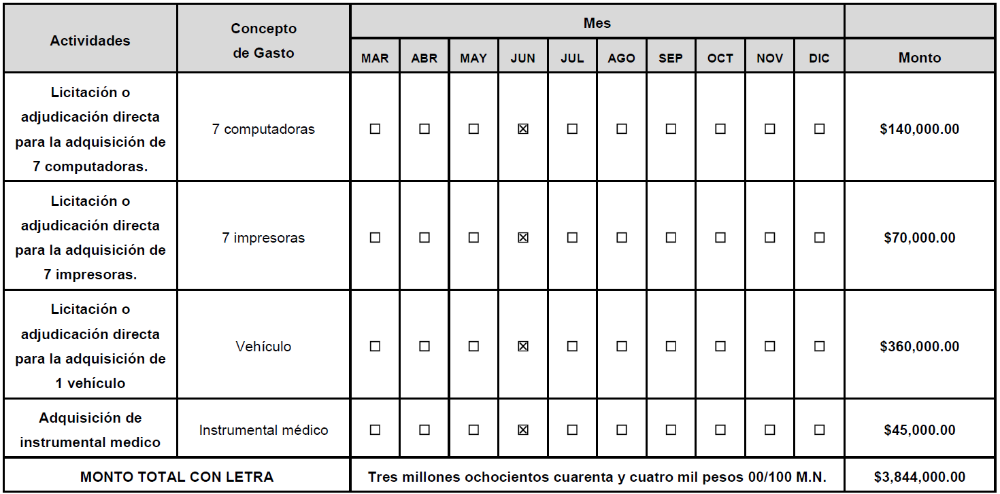 Actividades
Concepto
de Gasto
Mes
MAR ABR MAY JUN JUL AGO SEP OCT NOV DIC Monto
Licitación o
adjudicación directa
para la adquisición de
7 computadoras.
7 computadoras ☐ ☐ ☐ ☒ ☐ ☐ ☐ ☐ ☐ ☐ $140,000.00
Licitación o
adjudicación directa
para la adquisición de
7 impresoras.
7 impresoras ☐ ☐ ☐ ☒ ☐ ☐ ☐ ☐ ☐ ☐ $70,000.00
Licitación o
adjudicación directa
para la adquisición de
1 vehículo
Vehículo ☐ ☐ ☐ ☒ ☐ ☐ ☐ ☐ ☐ ☐ $360,000.00
Adquisición de
instrumental medico
Instrumental médico ☐ ☐ ☐ ☒ ☐ ☐ ☐ ☐ ☐ ☐ $45,000.00
MONTO TOTAL CON LETRA Tres millones ochocientos cuarenta y cuatro mil pesos 00/100 M.N. $3,844,000.00